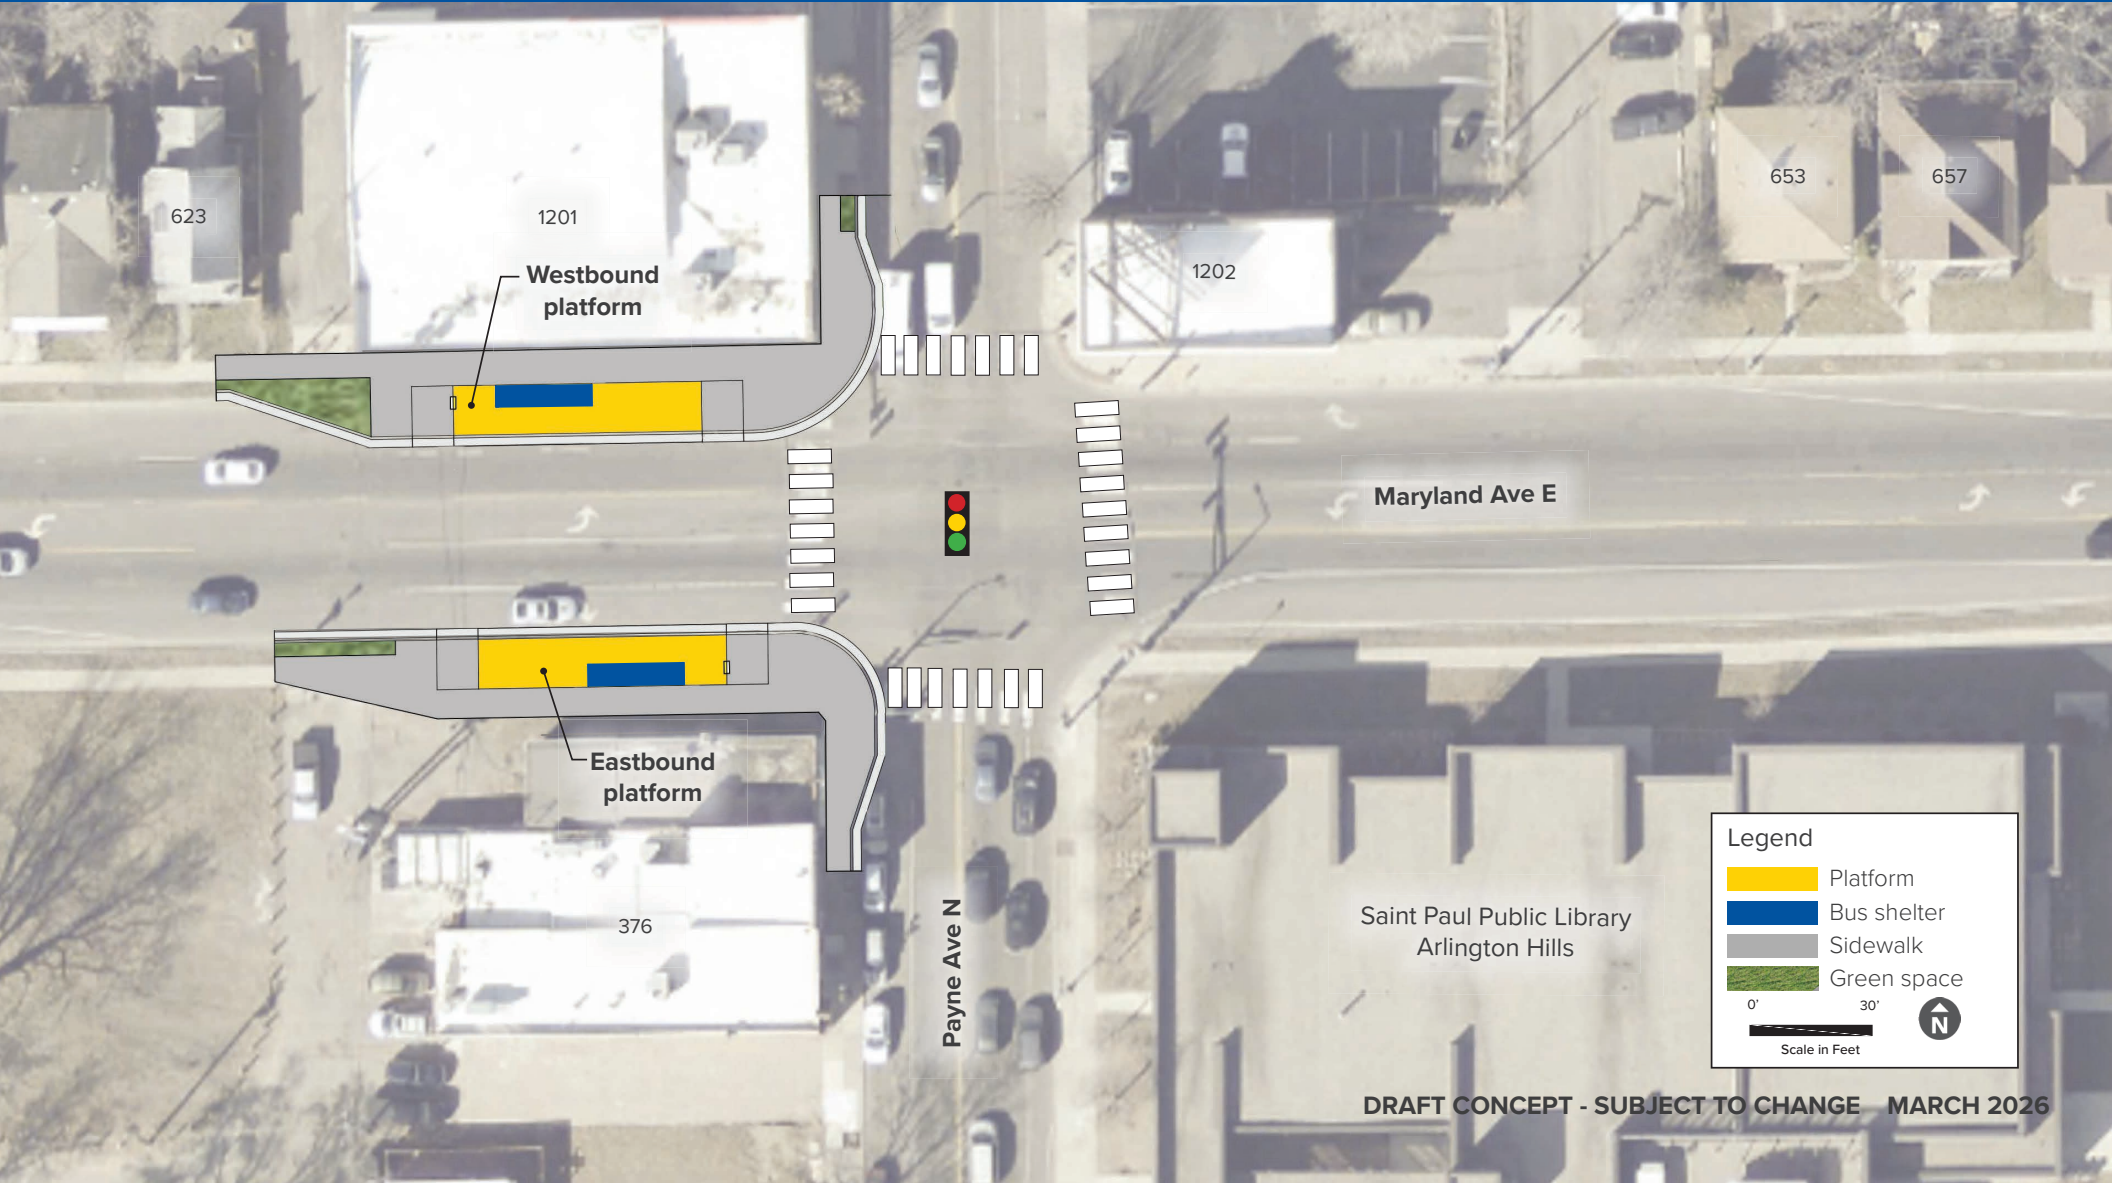 623
1201
Westbound
platform
1202
653
657
Maryland Ave E
Eastbound
platform
376
Payne Ave N
Saint Paul Public Library
Arlington Hills
Legend
Platform
Bus shelter
Sidewalk
Green space
0' 30'
Scale in Feet
N
DRAFT CONCEPT - SUBJECT TO CHANGE MARCH 2026